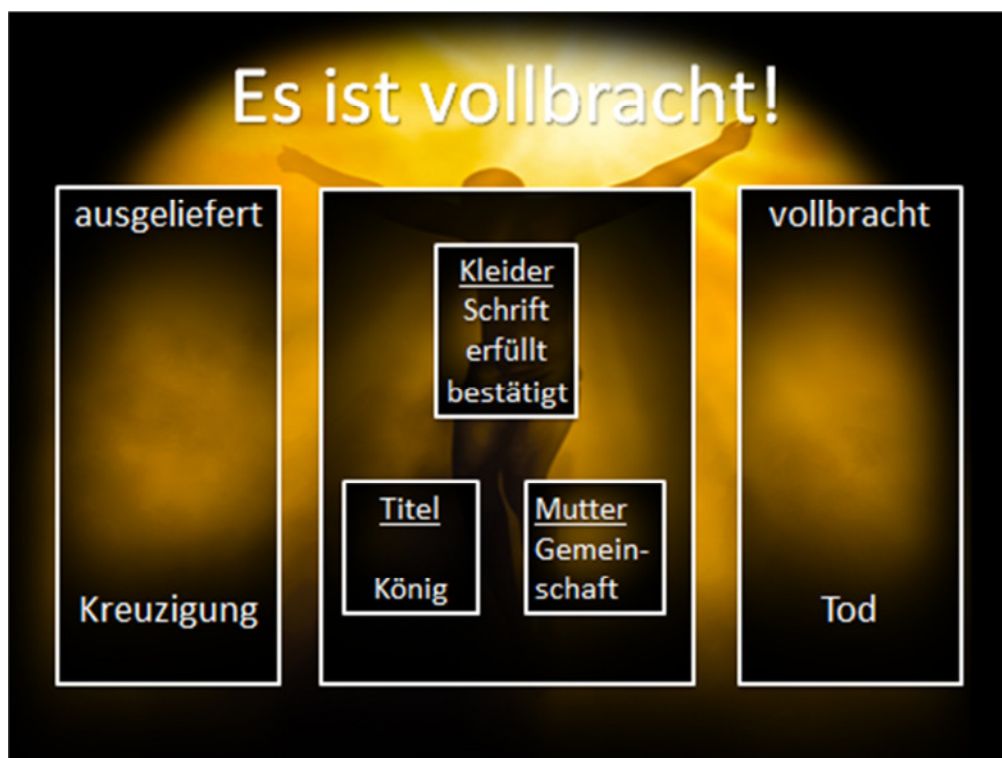 Es ist vollbracht!
ausgeliefert
Kreuzigung
Kleider
Schrift
erfüllt
bestätigt
Titel
König
Mutter
Gemein-
schaft
vollbracht
Tod